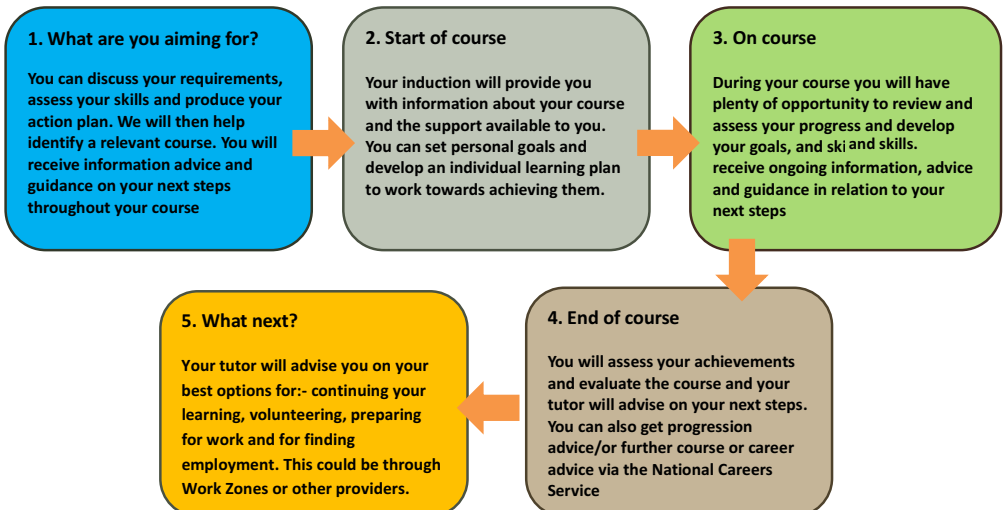 1. What are you aiming for?
You can discuss your requirements,
assess your skills and produce your
action plan. We will then help
identify a relevant course. You will
receive information advice and
guidance on your next steps
throughout your course
2. Start of course
Your induction will provide you
with information about your course
and the support available to you.
You can set personal goals and
develop an individual learning plan
to work towards achieving them.
3. On course
During your course you will have
plenty of opportunity to review and
assess your progress and develop
your goals, and ski and skills.
receive ongoing information, advice
and guidance in relation to your
next steps
4. End of course
You will assess your achievements
and evaluate the course and your
tutor will advise on your next steps.
You can also get progression
advice/or further course or career
advice via the National Careers
Service
5. What next?
Your tutor will advise you on your
best options for:- continuing your
learning, volunteering, preparing
for work and for finding
employment. This could be through
Work Zones or other providers.